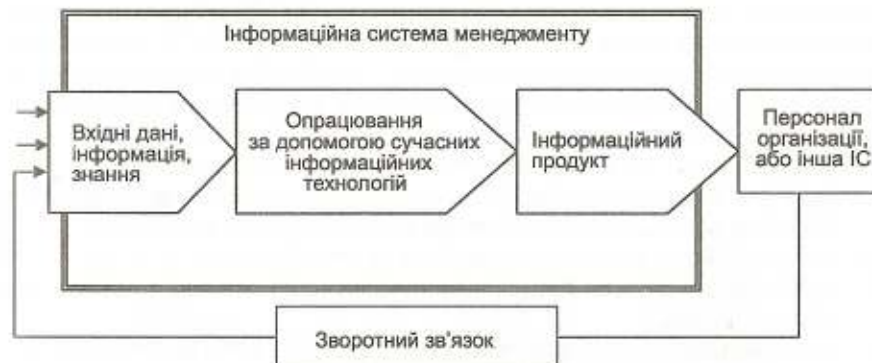 Інформаційна система менеджменту
Вхідні дані,
інформація,
знання
Опрацювання
за допомогою сучасних
інформаційних
технологій
Інформаційний
продукт
Персонал
організації,
або інша ІС
Зворотний зв'язок